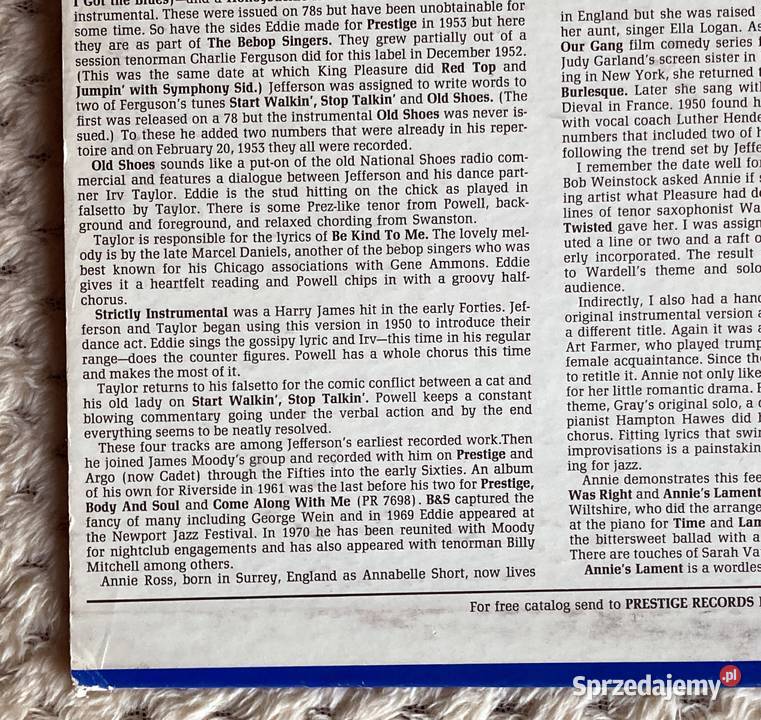 instrumental. These were issued on 78s but have been unobtainable for
some time. So have the sides Eddie made for Prestige in 1953 but here
they are as part of The Bebop Singers. They grew partially out of a
session tenorman Charlie Ferguson did for this label in December 1952.
(This was the same date at which King Pleasure did Red Top and
Jumpin' with Symphony Sid.) Jefferson was assigned to write words to
two of Ferguson's tunes Start Walkin', Stop Talkin' and Old Shoes. (The
first was released on a 78 but the instrumental Old Shoes was never is-
sued.) To these he added two numbers that were already in his reper-
toire and on February 20, 1953 they all were recorded.
Old Shoes sounds like a put-on of the old National Shoes radio com-
mercial and features a dialogue between Jefferson and his dance part-
ner Irv Taylor. Eddie is the stud hitting on the chick as played in
falsetto by Taylor. There is some Prez-like tenor from Powell, back-
ground and foreground, and relaxed chording from Swanston.
Taylor is responsible for the lyrics of Be Kind To Me. The lovely mel-
ody is by the late Marcel Daniels, another of the bebop singers who was
best known for his Chicago associations with Gene Ammons. Eddie
gives it a heartfelt reading and Powell chips in with a groovy half-
chorus.
Strictly Instrumental was a Harry James hit in the early Forties. Jef-
ferson and Taylor began using this version in 1950 to introduce their
dance act. Eddie sings the gossipy lyric and Irv—this time in his regular
range—does the counter figures. Powell has a whole chorus this time
and makes the most of it.
Taylor returns to his falsetto for the comic conflict between a cat and
his old lady on Start Walkin', Stop Talkin'. Powell keeps a constant
blowing commentary going under the verbal action and by the end
everything seems to be neatly resolved.
These four tracks are among Jefferson's earliest recorded work.Then
he joined James Moody's group and recorded with him on Prestige and
Argo (now Cadet) through the Fifties into the early Sixties. An album
of his own for Riverside in 1961 was the last before his two for Prestige,
Body And Soul and Come Along With Me (PR 7698). B&S captured the
fancy of many including George Wein and in 1969 Eddie appeared at
the Newport Jazz Festival. In 1970 he has been reunited with Moody
for nightclub engagements and has also appeared with tenorman Billy
Mitchell among others.
Annie Ross, born in Surrey, England as Annabelle Short, now lives
in England but she was raised
her aunt, singer Ella Logan. As
Our Gang film comedy series
Judy Garland's screen sister in
ing in New York, she returned
Burlesque. Later she sang with
Dieval in France. 1950 found
with vocal coach Luther Hende
numbers that included two of
following the trend set by Jeffe
I remember the date well for
Bob Weinstock asked Annie if
ing artist what Pleasure had d
lines of tenor saxophonist Wa
Twisted gave her. I was assign
uted a line or two and a raft o
erly incorporated. The result
to Wardell's theme and solo
audience.
Indirectly, I also had a hand
original instrumental version
a different title. Again it was
Art Farmer, who played trump
female acquaintance. Since the
to retitle it. Annie not only like
for her little romantic drama.
theme, Gray's original solo, a
pianist Hampton Hawes did
chorus. Fitting lyrics that swin
improvisations is a painstakin
ing for jazz.
Annie demonstrates this fee
Was Right and Annie's Lament
Wiltshire, who did the arrange
at the piano for Time and Lam
the bittersweet ballad with a
There are touches of Sarah Va
Annie's Lament is a wordles
For free catalog send to PRESTIGE RECORDS
Sprzedajemy.pl